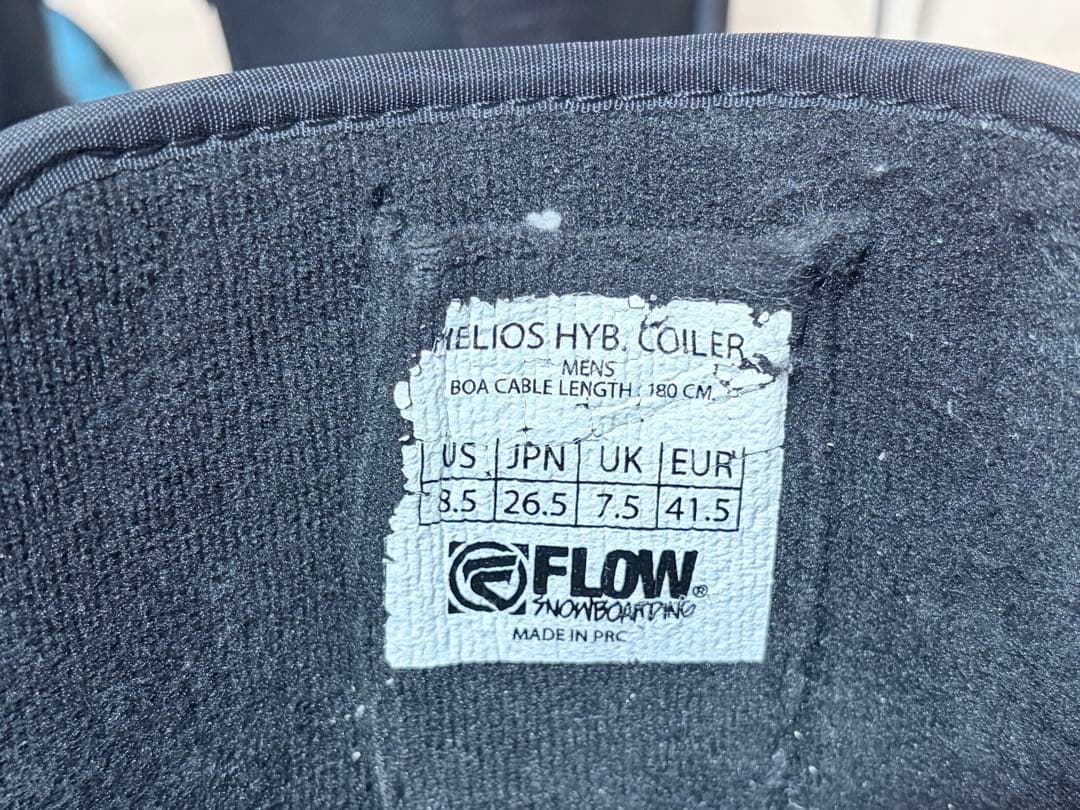 HELIOS HYB. COILER
MENS
BOA CABLE LENGTH : 180 CM.
US JPN UK EUR
8.5 26.5 7.5 41.5
FLOW®
SNOWBOARDING
MADE IN PRC